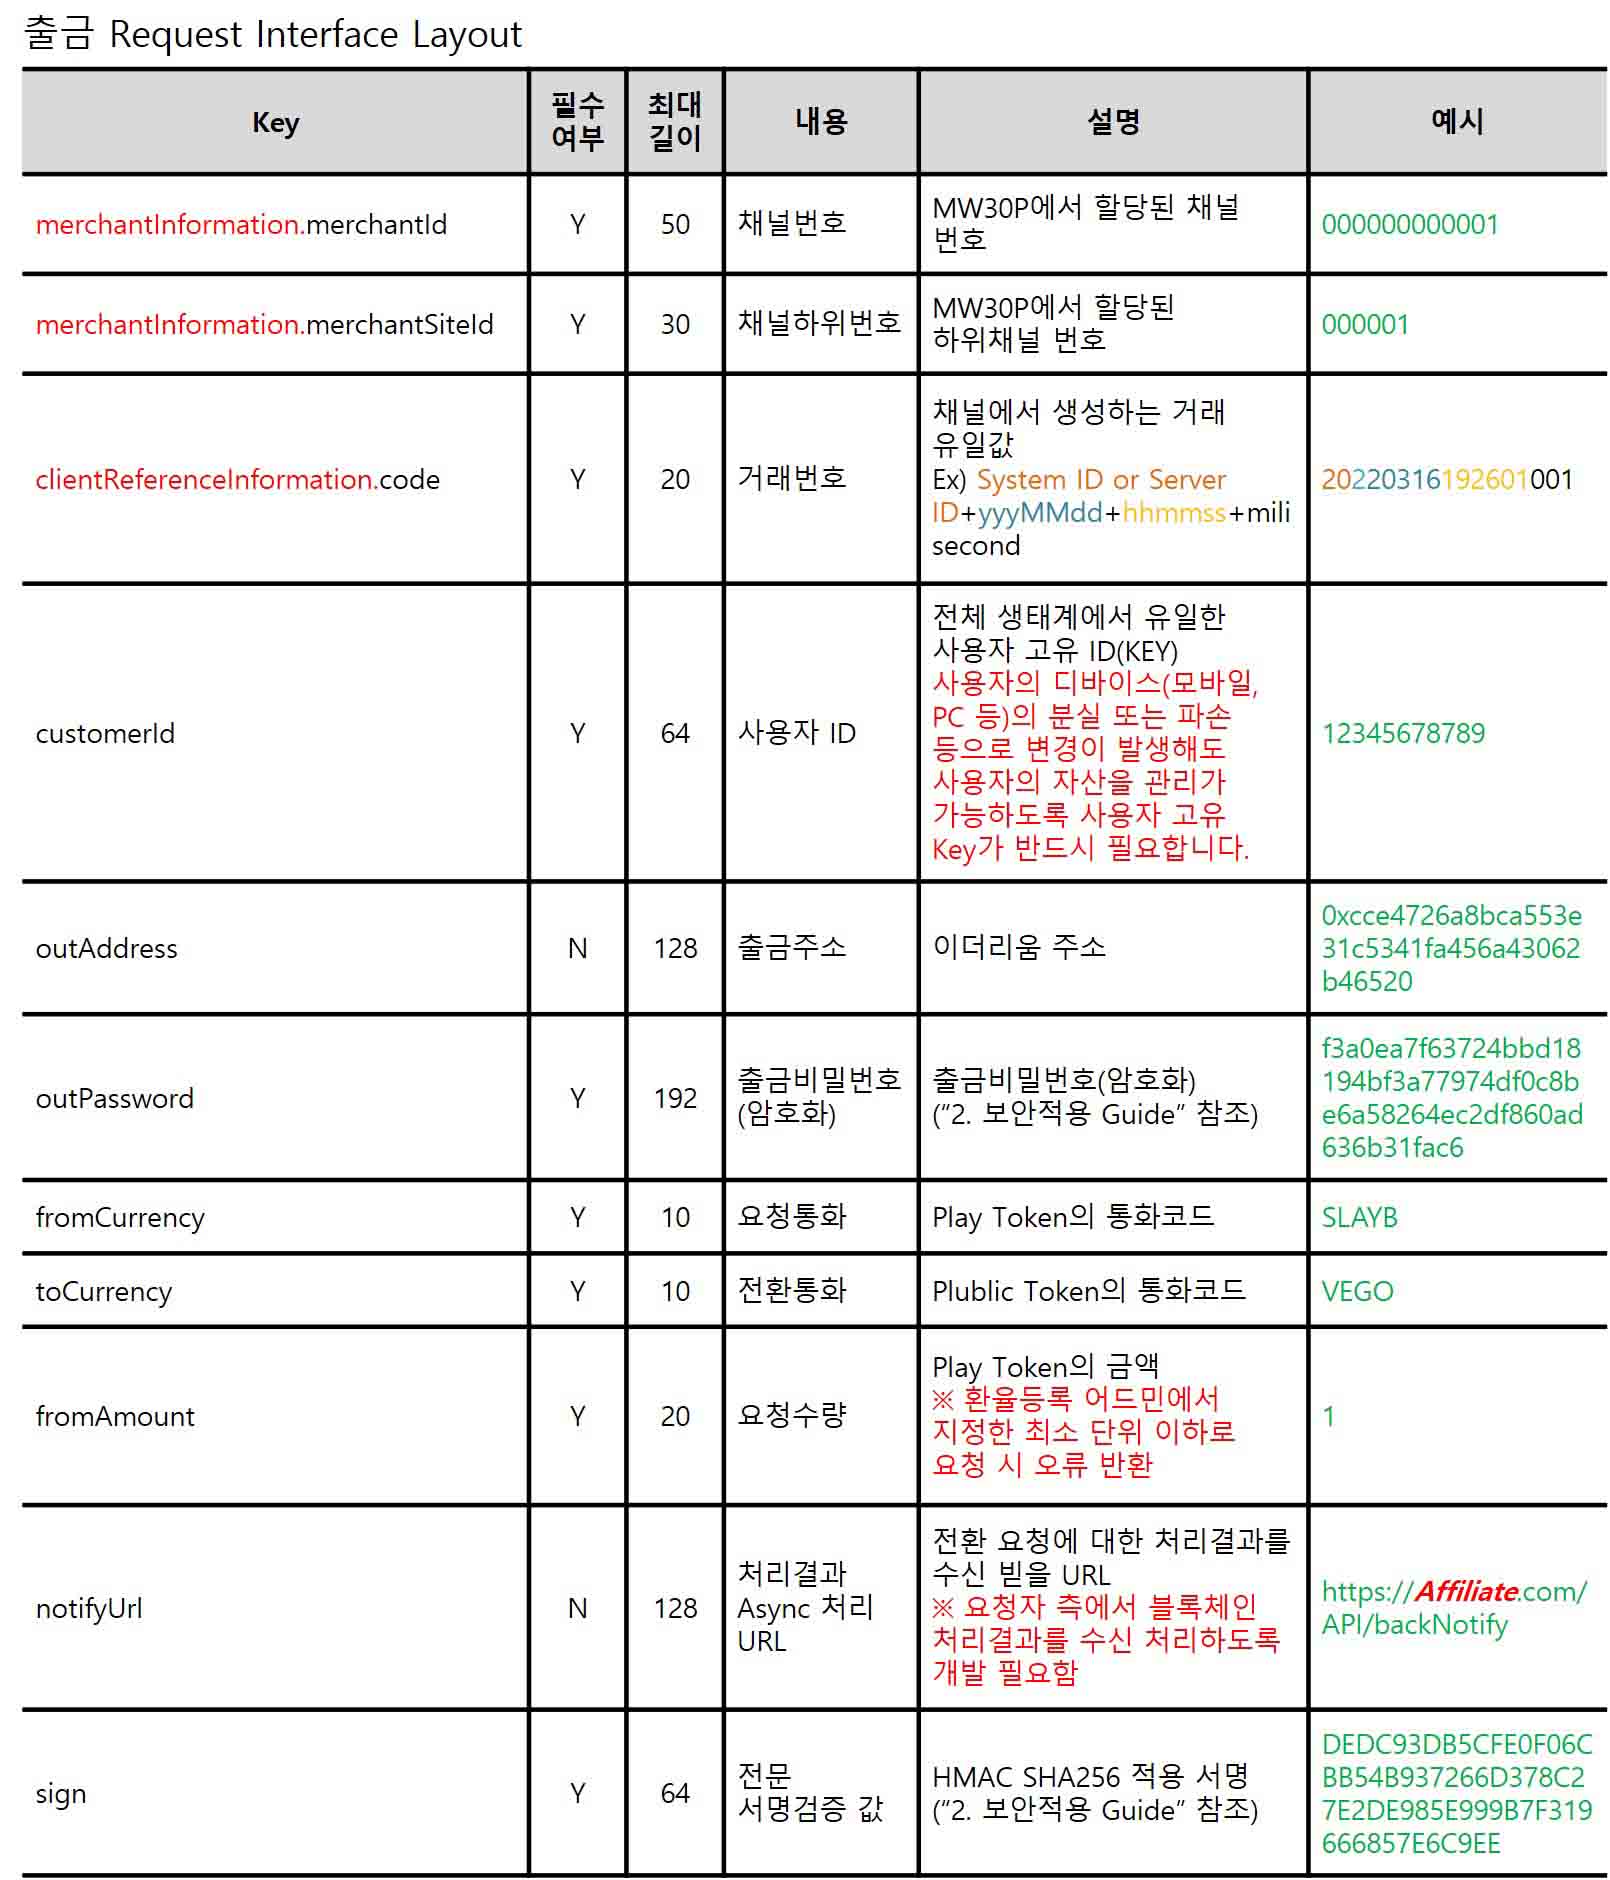 출금 Request Interface Layout
Key
필수
여부
최대
길이
내용
설명
예시
merchantInformation.merchantId
Y
50
채널번호
MW30P에서 할당된 채널
번호
000000000001
merchantInformation.merchantSiteId
Y
30
채널하위번호
MW30P에서 할당된
하위채널 번호
000001
clientReferenceInformation.code
Y
20
거래번호
채널에서 생성하는 거래
유일값
Ex) System ID or Server
ID+yyyMMdd+hhmmss+mili
second
20220316192601001
customerId
Y
64
사용자 ID
전체 생태계에서 유일한
사용자 고유 ID(KEY)
사용자의 디바이스(모바일,
PC 등)의 분실 또는 파손
등으로 변경이 발생해도
사용자의 자산을 관리가
가능하도록 사용자 고유
Key가 반드시 필요합니다.
12345678789
outAddress
N
128
출금주소
이더리움 주소
0xcce4726a8bca553e
31c5341fa456a43062
b46520
outPassword
Y
192
출금비밀번호
(암호화)
출금비밀번호(암호화)
(“2. 보안적용 Guide” 참조)
f3a0ea7f63724bbd18
194bf3a77974df0c8b
e6a58264ec2df860ad
636b31fac6
fromCurrency
Y
10
요청통화
Play Token의 통화코드
SLAYB
toCurrency
Y
10
전환통화
Plublic Token의 통화코드
VEGO
fromAmount
Y
20
요청수량
Play Token의 금액
※ 환율등록 어드민에서
지정한 최소 단위 이하로
요청 시 오류 반환
1
notifyUrl
N
128
처리결과
Async 처리
URL
전환 요청에 대한 처리결과를
수신 빋을 URL
※ 요청자 측에서 블록체인
처리결과를 수신 처리하도록
개발 필요함
https://Affiliate.com/
API/backNotify
sign
Y
64
전문
서명검증 값
HMAC SHA256 적용 서명
(“2. 보안적용 Guide” 참조)
DEDC93DB5CFE0F06C
BB54B937266D378C2
7E2DE985E999B7F319
666857E6C9EE